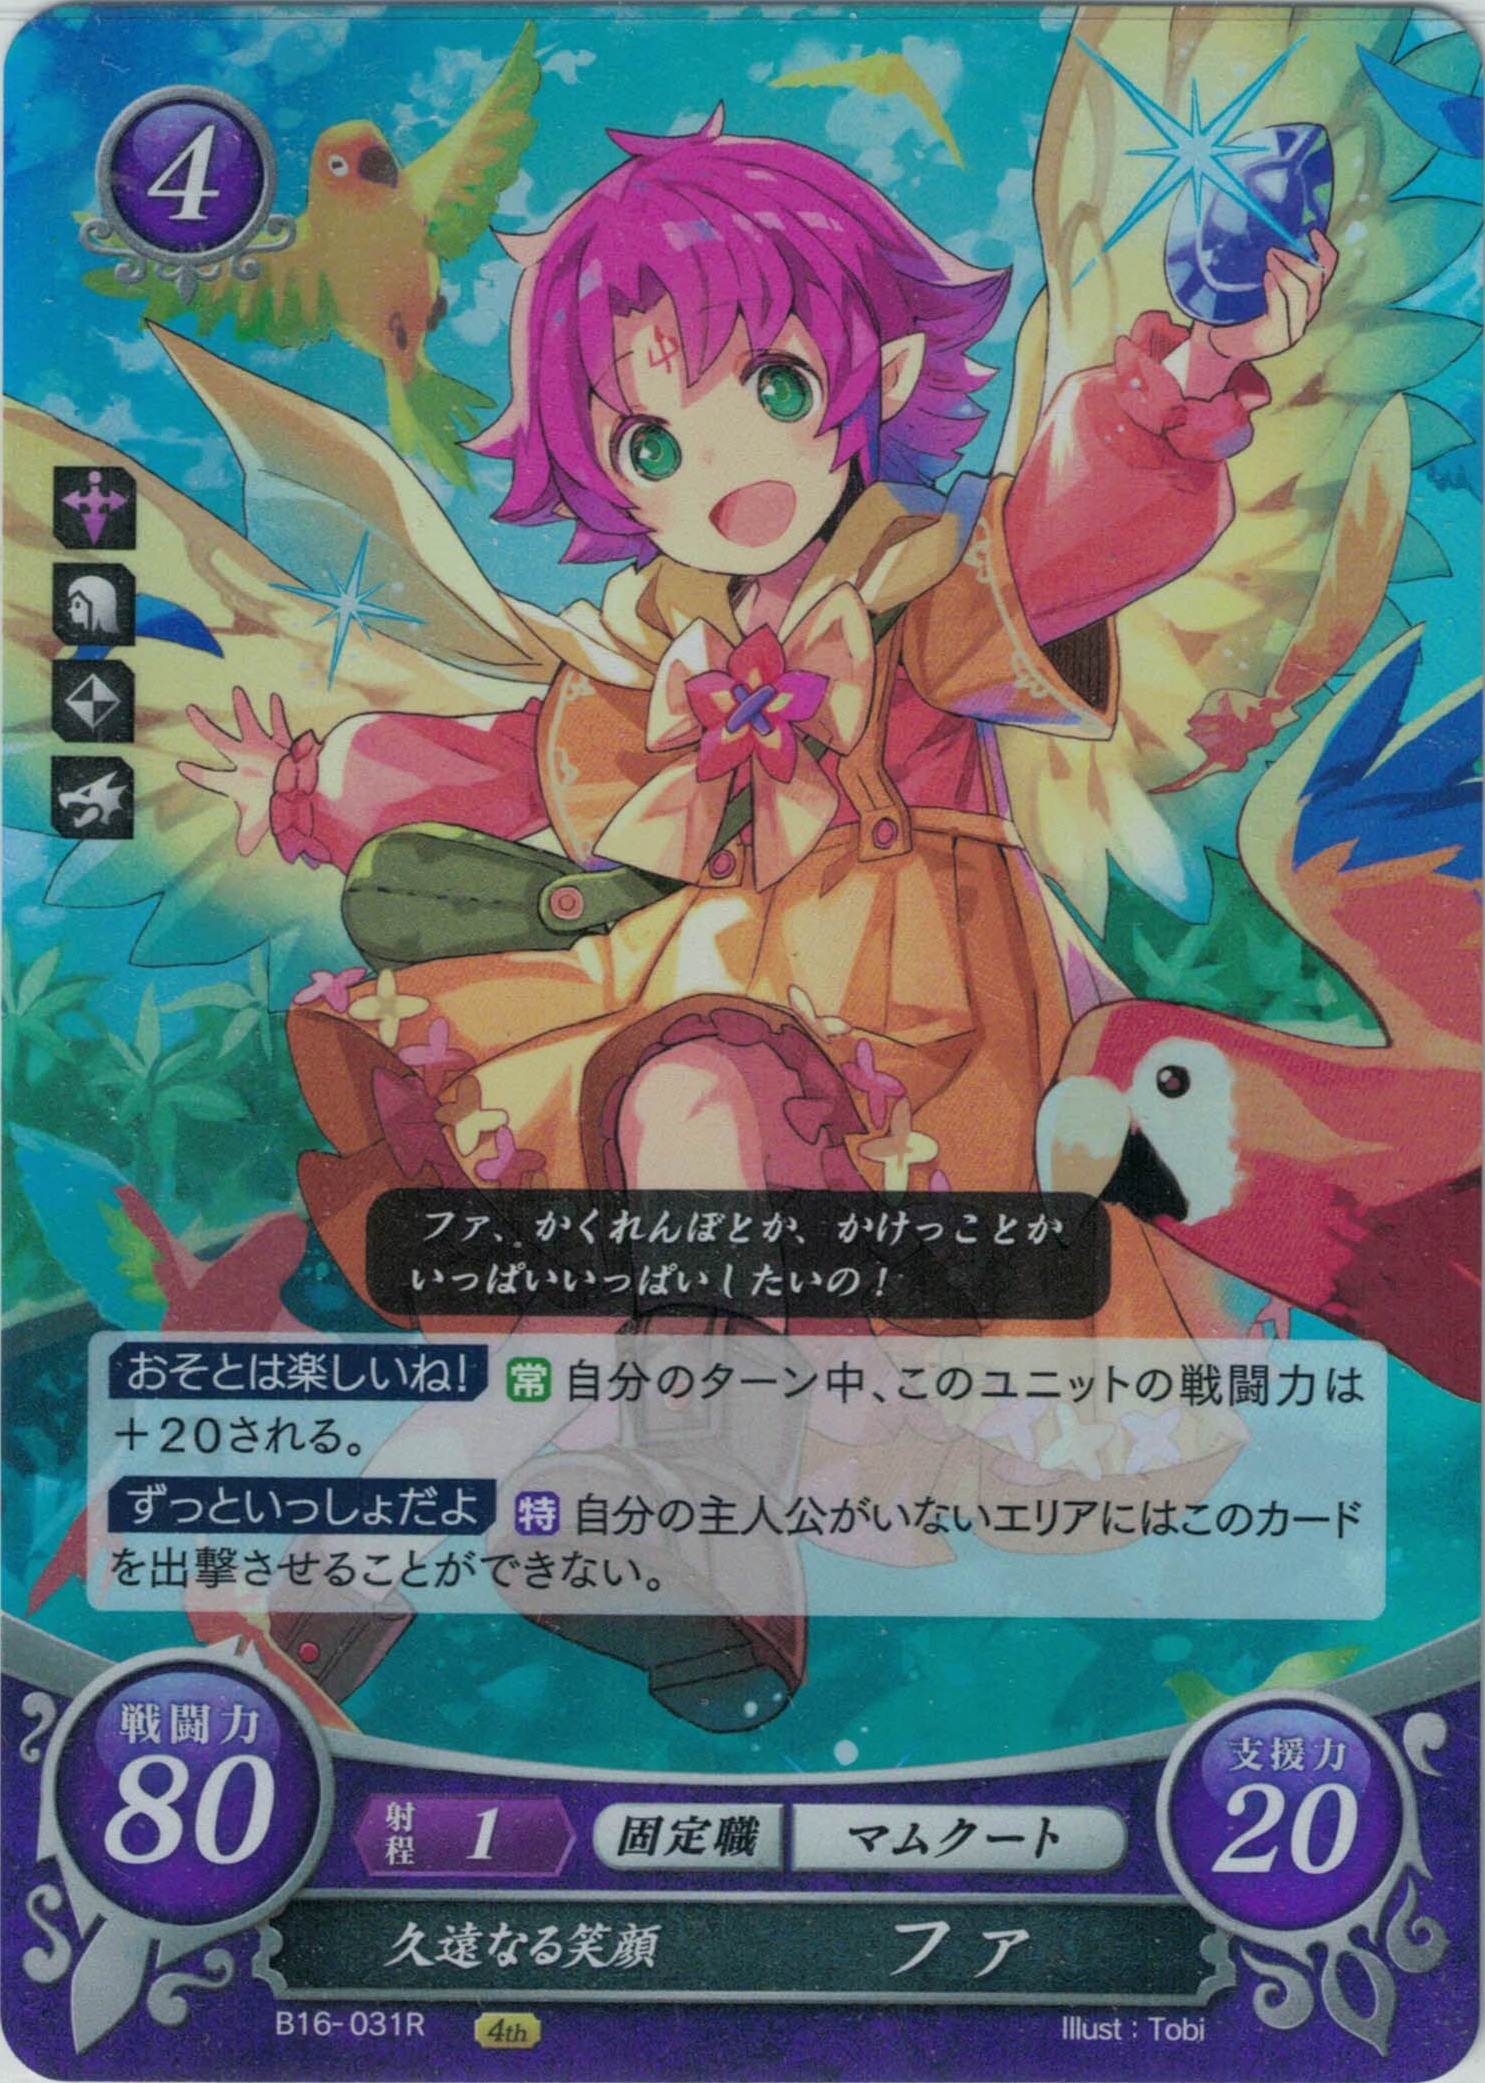 4
ファ、かくれんぼとか、かけっことか
いっぱいいっぱいしたいの！
おそとは楽しいね! 常 自分のターン中、このユニットの戦闘力は
＋20される。
ずっといっしょだよ 特 自分の主人公がいないエリアにはこのカード
を出撃させることができない。
戦闘力
80
射程 1
固定職 マムクート
支援力
20
久遠なる笑顔 ファ
B16-031R 4th Illust : Tobi